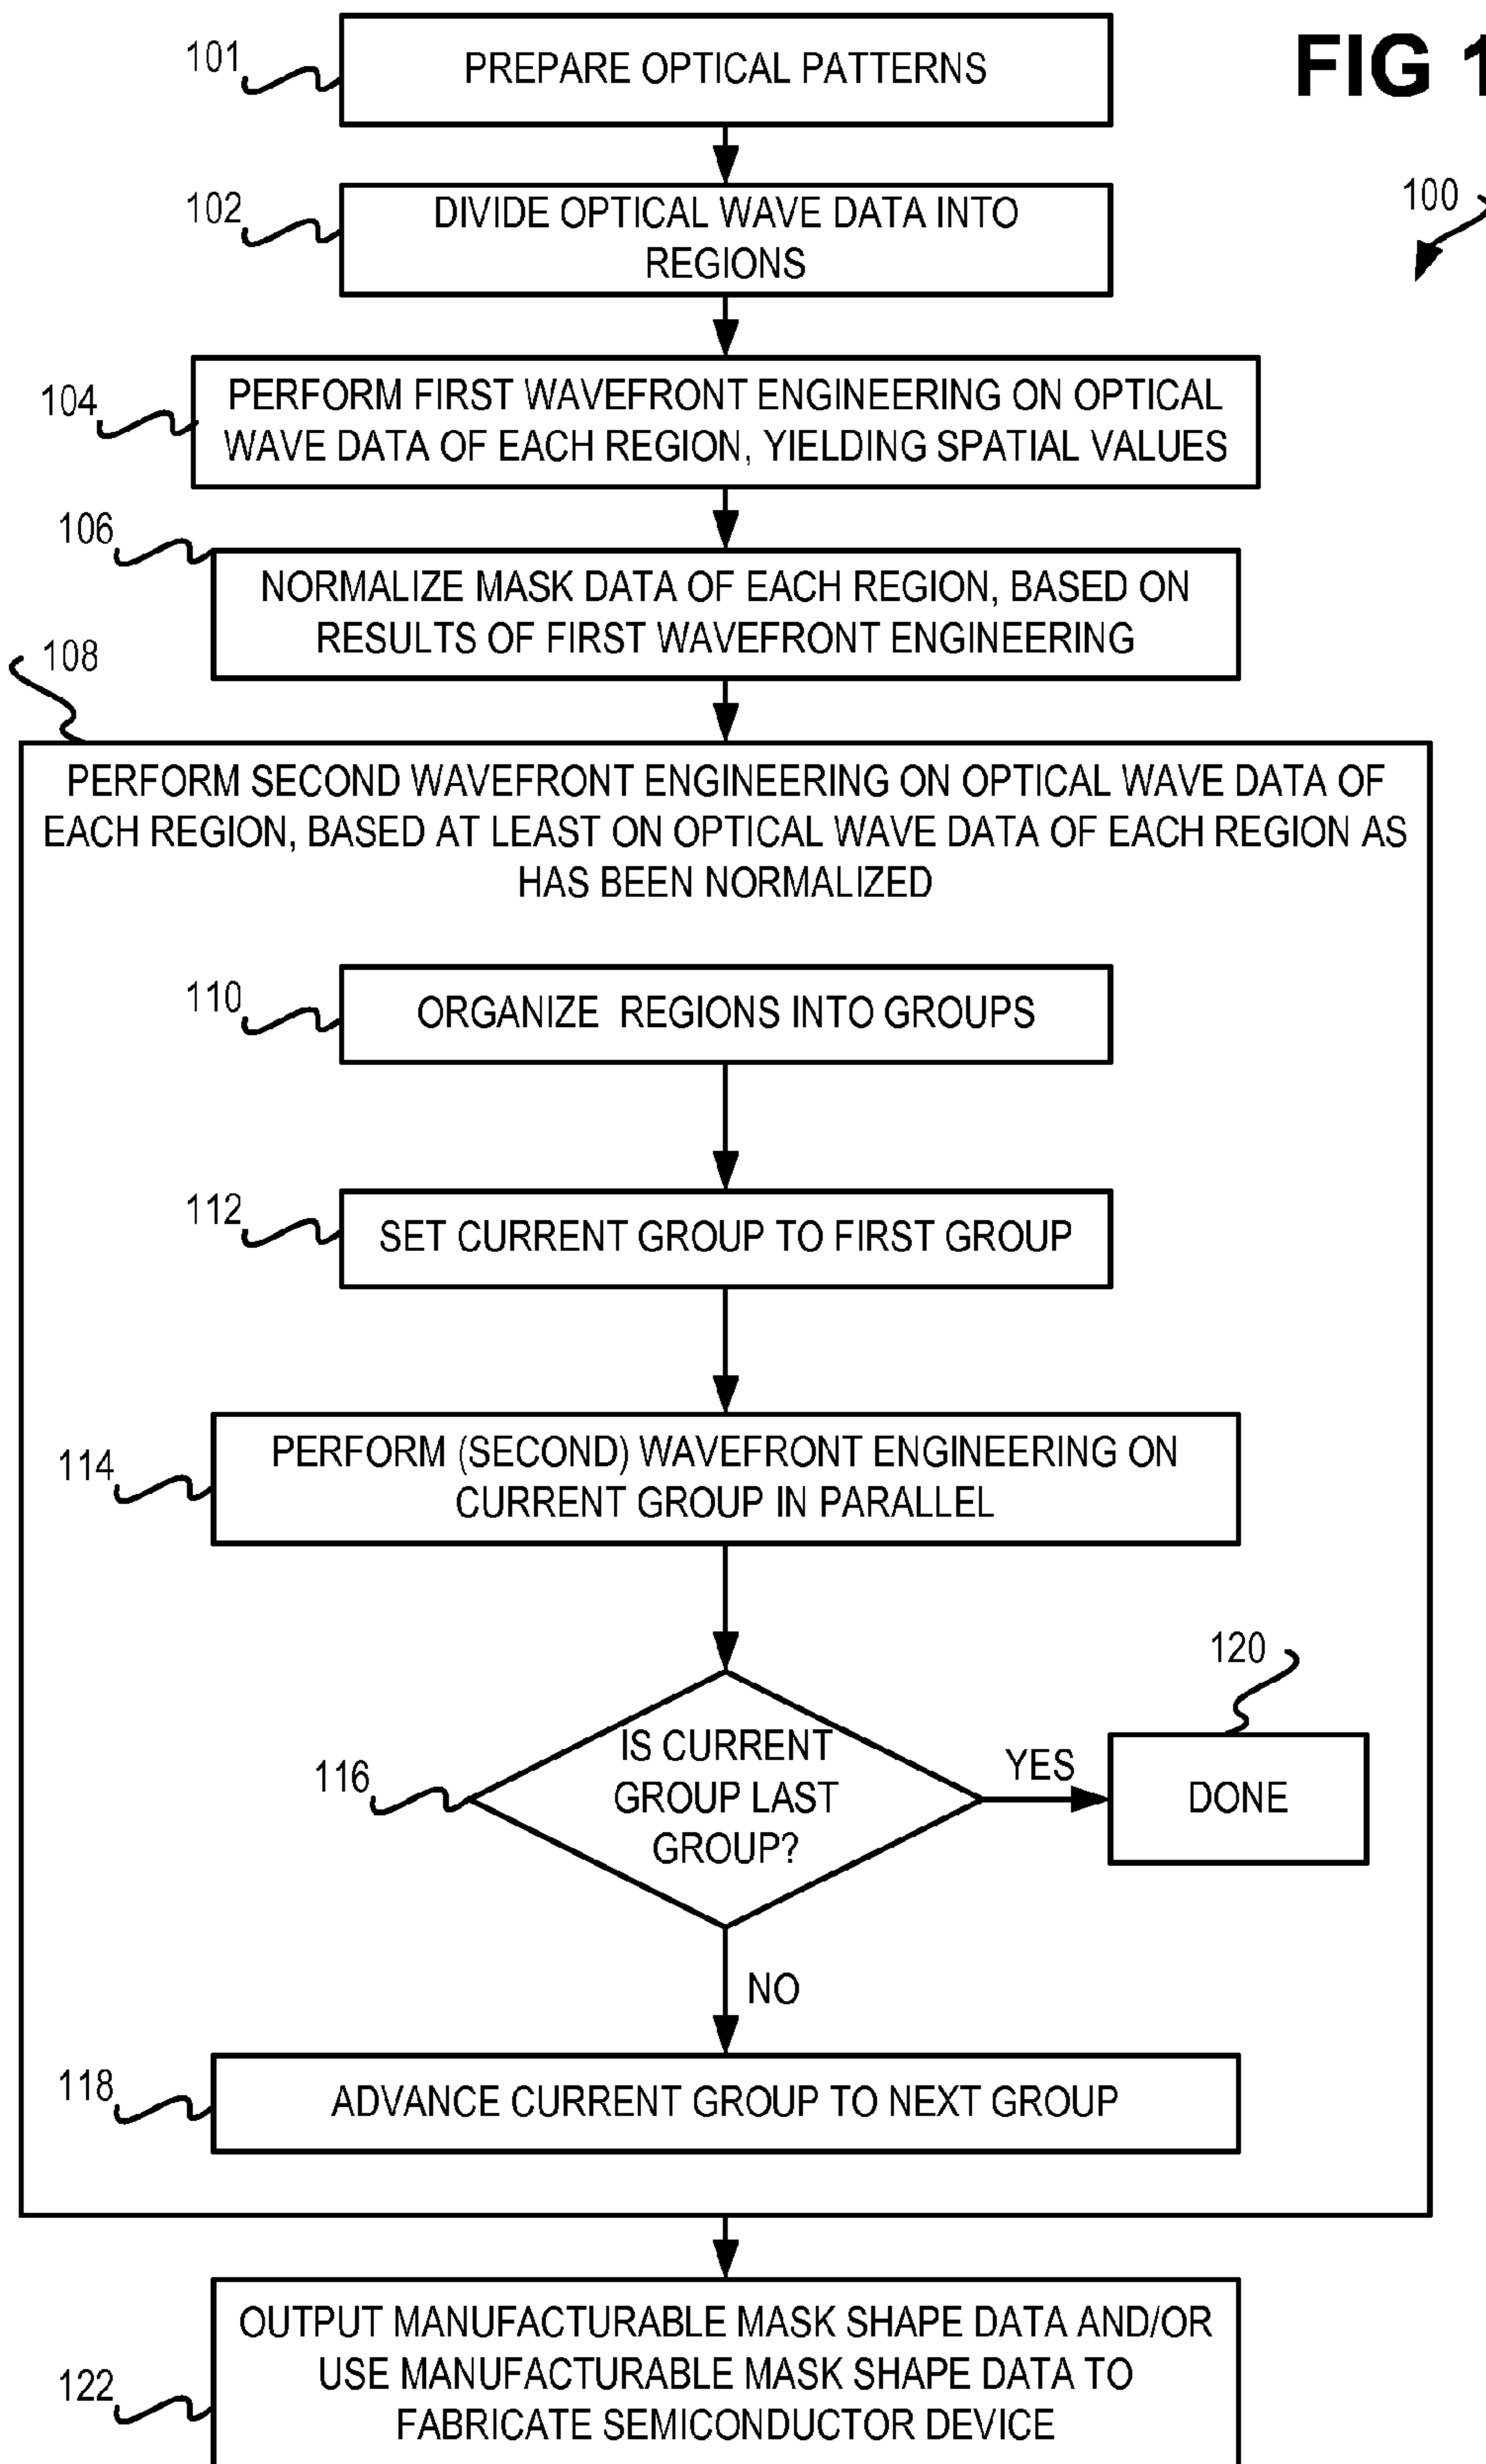 FIG 1
100
101
PREPARE OPTICAL PATTERNS
102
DIVIDE OPTICAL WAVE DATA INTO
REGIONS
104
PERFORM FIRST WAVEFRONT ENGINEERING ON OPTICAL
WAVE DATA OF EACH REGION, YIELDING SPATIAL VALUES
106
NORMALIZE MASK DATA OF EACH REGION, BASED ON
RESULTS OF FIRST WAVEFRONT ENGINEERING
108
PERFORM SECOND WAVEFRONT ENGINEERING ON OPTICAL WAVE DATA OF
EACH REGION, BASED AT LEAST ON OPTICAL WAVE DATA OF EACH REGION AS
HAS BEEN NORMALIZED
110
ORGANIZE REGIONS INTO GROUPS
112
SET CURRENT GROUP TO FIRST GROUP
114
PERFORM (SECOND) WAVEFRONT ENGINEERING ON
CURRENT GROUP IN PARALLEL
116
IS CURRENT
GROUP LAST
GROUP?
YES
120
DONE
NO
118
ADVANCE CURRENT GROUP TO NEXT GROUP
122
OUTPUT MANUFACTURABLE MASK SHAPE DATA AND/OR
USE MANUFACTURABLE MASK SHAPE DATA TO
FABRICATE SEMICONDUCTOR DEVICE